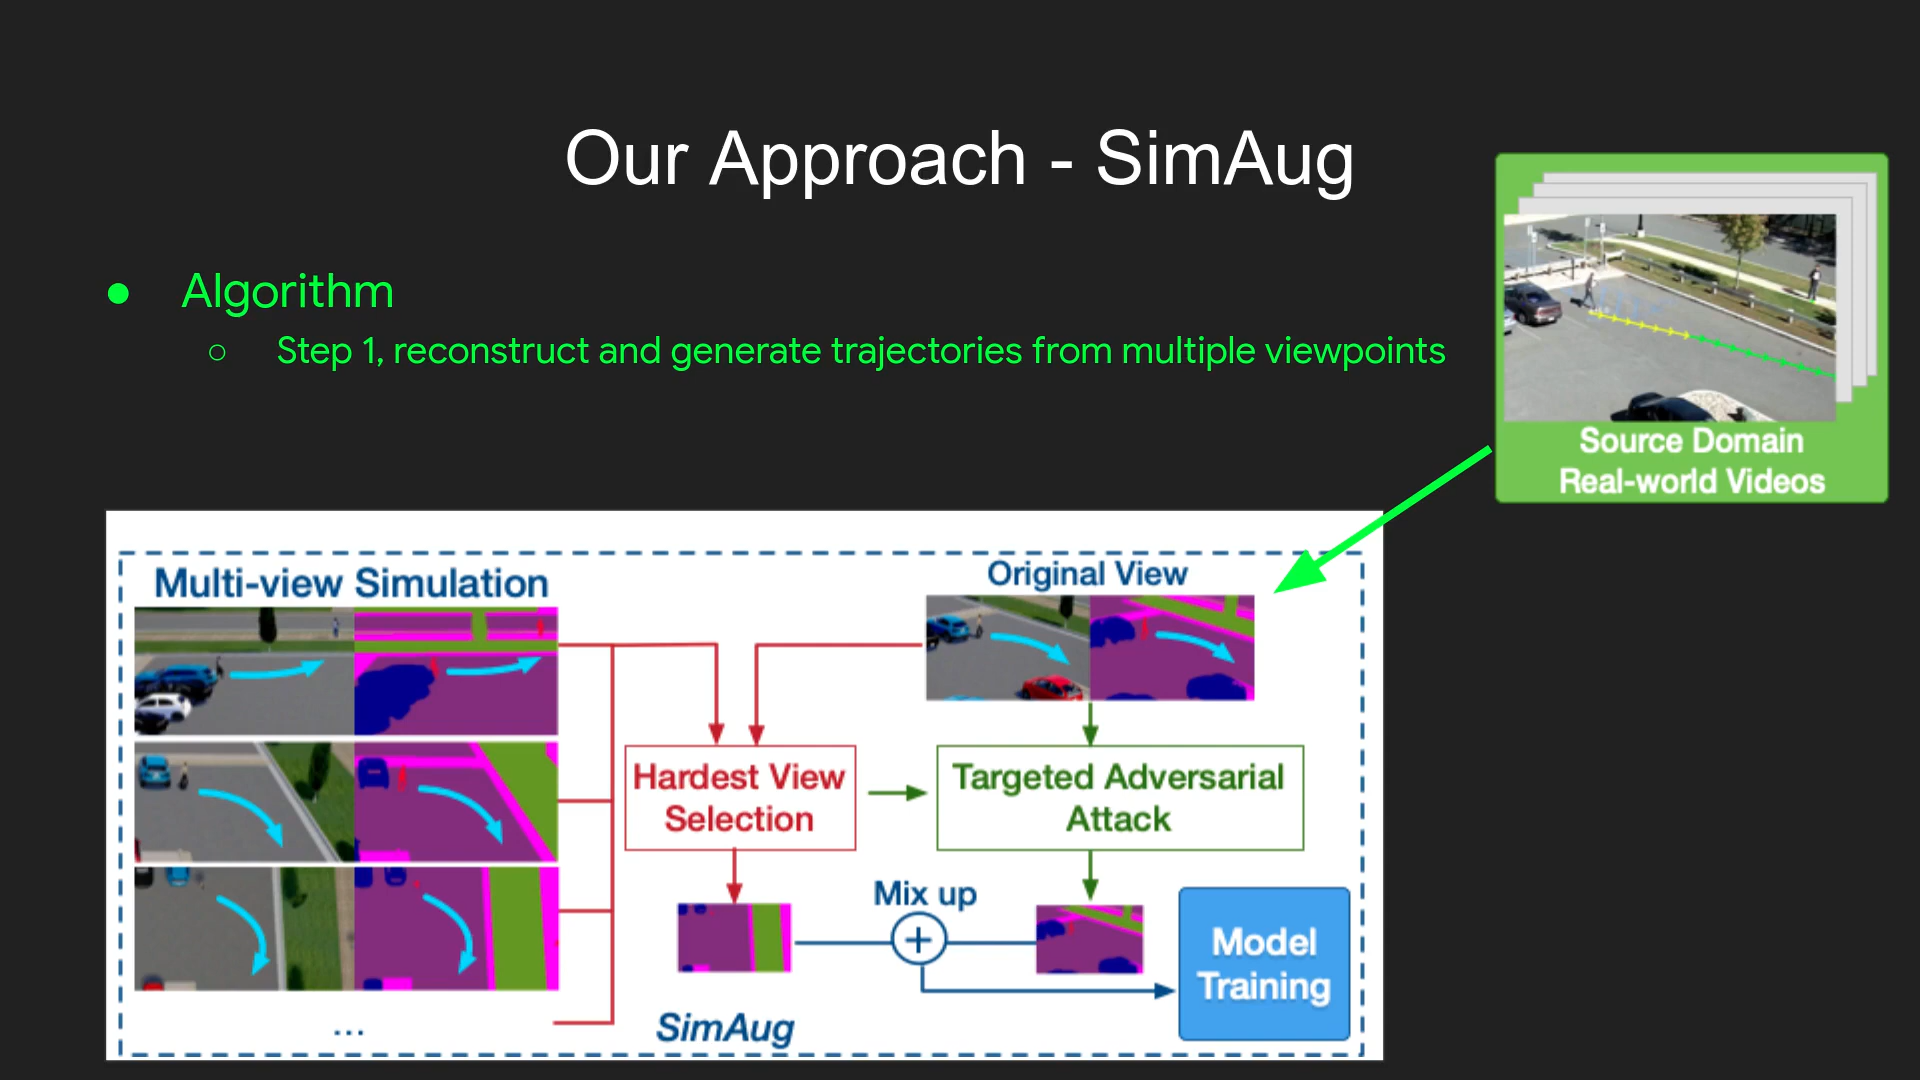 Our Approach - SimAug
● Algorithm
○ Step 1, reconstruct and generate trajectories from multiple viewpoints
Source Domain
Real-world Videos
Multi-view Simulation
Original View
Hardest View
Selection
Targeted Adversarial
Attack
Mix up
+
Model
Training
...
SimAug